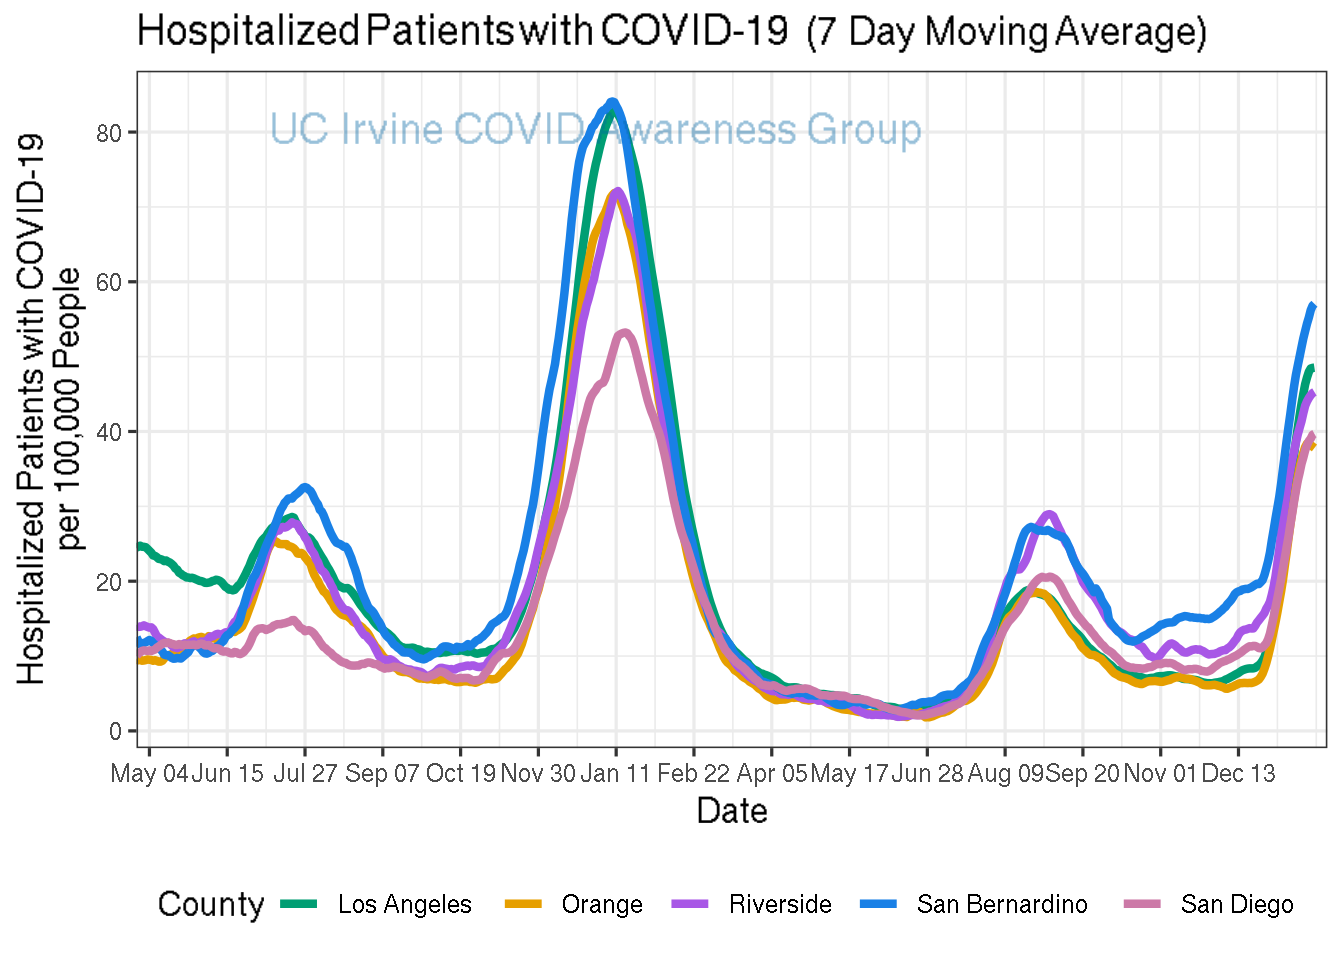 Hospitalized Patients with COVID-19 (7 Day Moving Average)
UC Irvine COVID Awareness Group
Hospitalized Patients with COVID-19
per 100,000 People
80
60
40
20
0
May 04 Jun 15 Jul 27 Sep 07 Oct 19 Nov 30 Jan 11 Feb 22 Apr 05 May 17 Jun 28 Aug 09 Sep 20 Nov 01 Dec 13
Date
County Los Angeles Orange Riverside San Bernardino San Diego